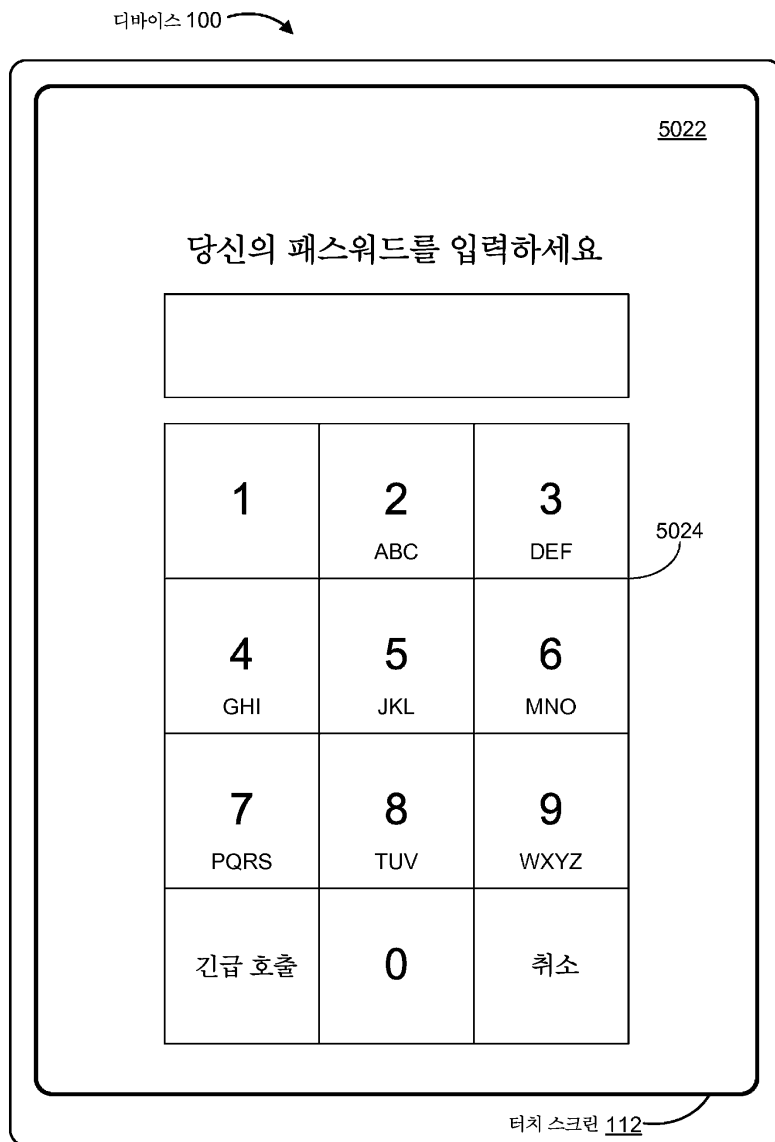 디바이스 100
5022
당신의 패스워드를 입력하세요
1 2 3
ABC DEF
5024
4 5 6
GHI JKL MNO
7 8 9
PQRS TUV WXYZ
긴급 호출 0 취소
터치 스크린 112